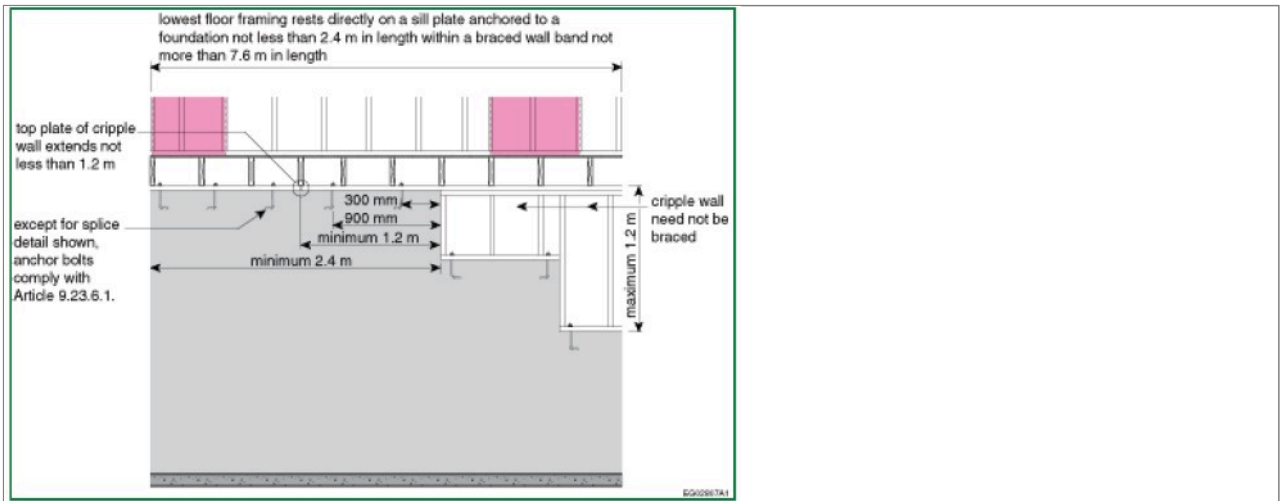 lowest floor framing rests directly on a sill plate anchored to a
foundation not less than 2.4 m in length within a braced wall band not
more than 7.6 m in length
top plate of cripple
wall extends not
less than 1.2 m
300 mm
900 mm
minimum 1.2 m
minimum 2.4 m
except for splice
detail shown,
anchor bolts
comply with
Article 9.23.6.1.
cripple wall
need not be
braced
maximum 1.2 m
EG02807A1